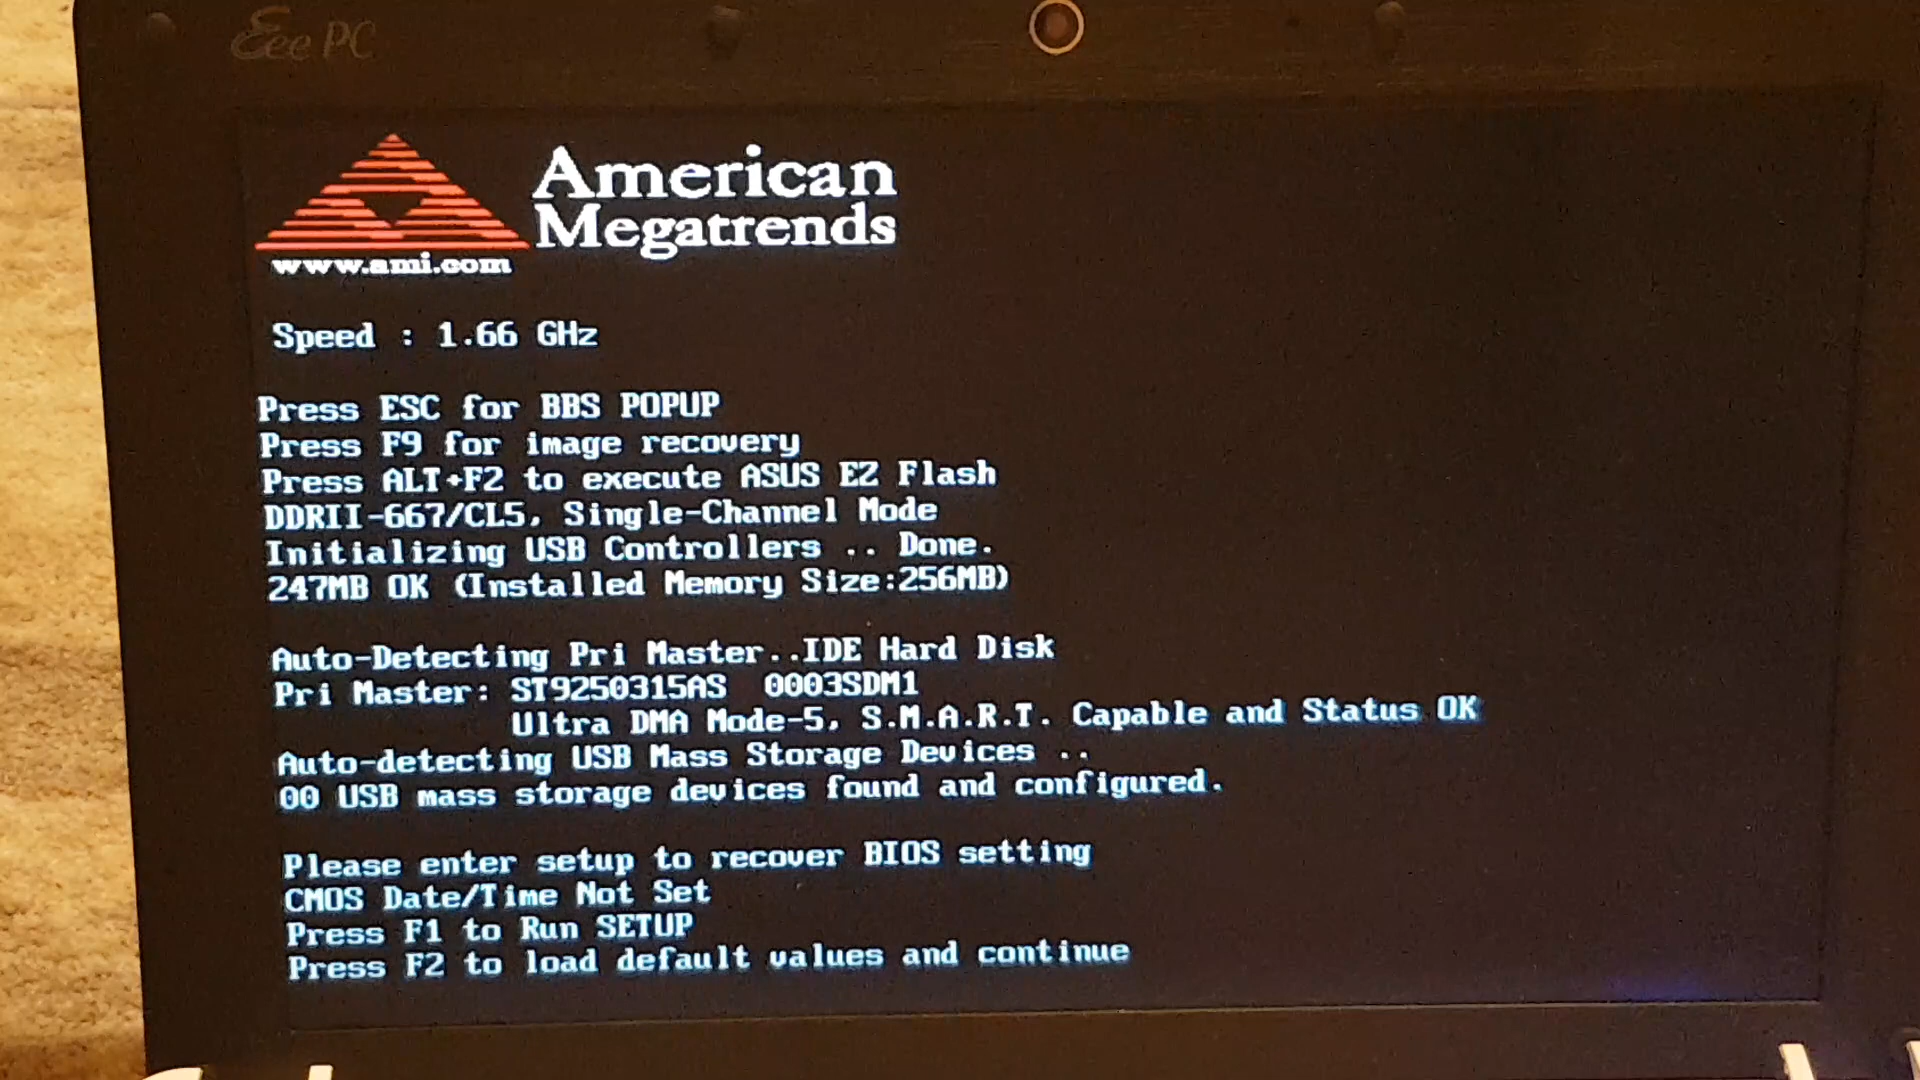 Eee PC
American
Megatrends
www.ami.com
Speed : 1.66 GHz
Press ESC for BBS POPUP
Press F9 for image recovery
Press ALT+F2 to execute ASUS EZ Flash
DDRII-667/CL5, Single-Channel Mode
Initializing USB Controllers .. Done.
247MB OK (Installed Memory Size:256MB)
Auto-Detecting Pri Master..IDE Hard Disk
Pri Master: ST9250315AS 0003SDM1
Ultra DMA Mode-5, S.M.A.R.T. Capable and Status OK
Auto-detecting USB Mass Storage Devices ..
00 USB mass storage devices found and configured.
Please enter setup to recover BIOS setting
CMOS Date/Time Not Set
Press F1 to Run SETUP
Press F2 to load default values and continue